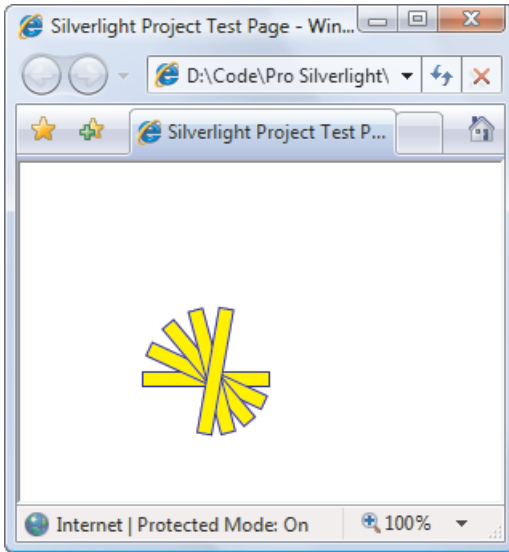 Silverlight Project Test Page - Win...
D:\Code\Pro Silverlight\
Silverlight Project Test P...
Internet | Protected Mode: On
100%